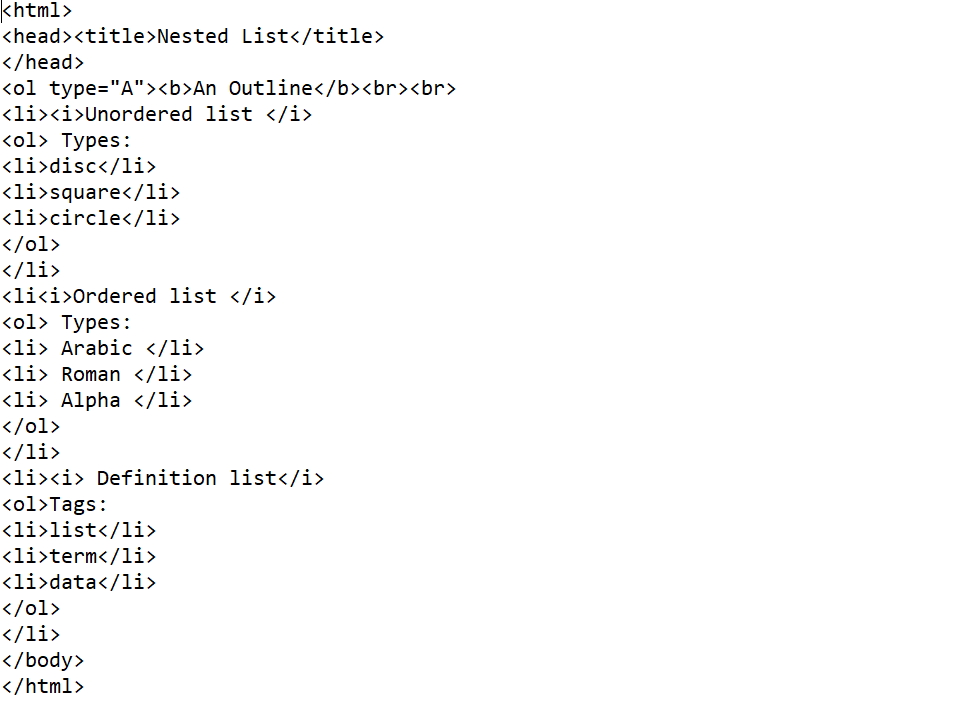 <html>
<head><title>Nested List</title>
</head>
<ol type="A"><b>An Outline</b><br><br>
<li><i>Unordered list </i>
<ol> Types:
<li>disc</li>
<li>square</li>
<li>circle</li>
</ol>
</li>
<li<i>Ordered list </i>
<ol> Types:
<li> Arabic </li>
<li> Roman </li>
<li> Alpha </li>
</ol>
</li>
<li><i> Definition list</i>
<ol>Tags:
<li>list</li>
<li>term</li>
<li>data</li>
</ol>
</li>
</body>
</html>